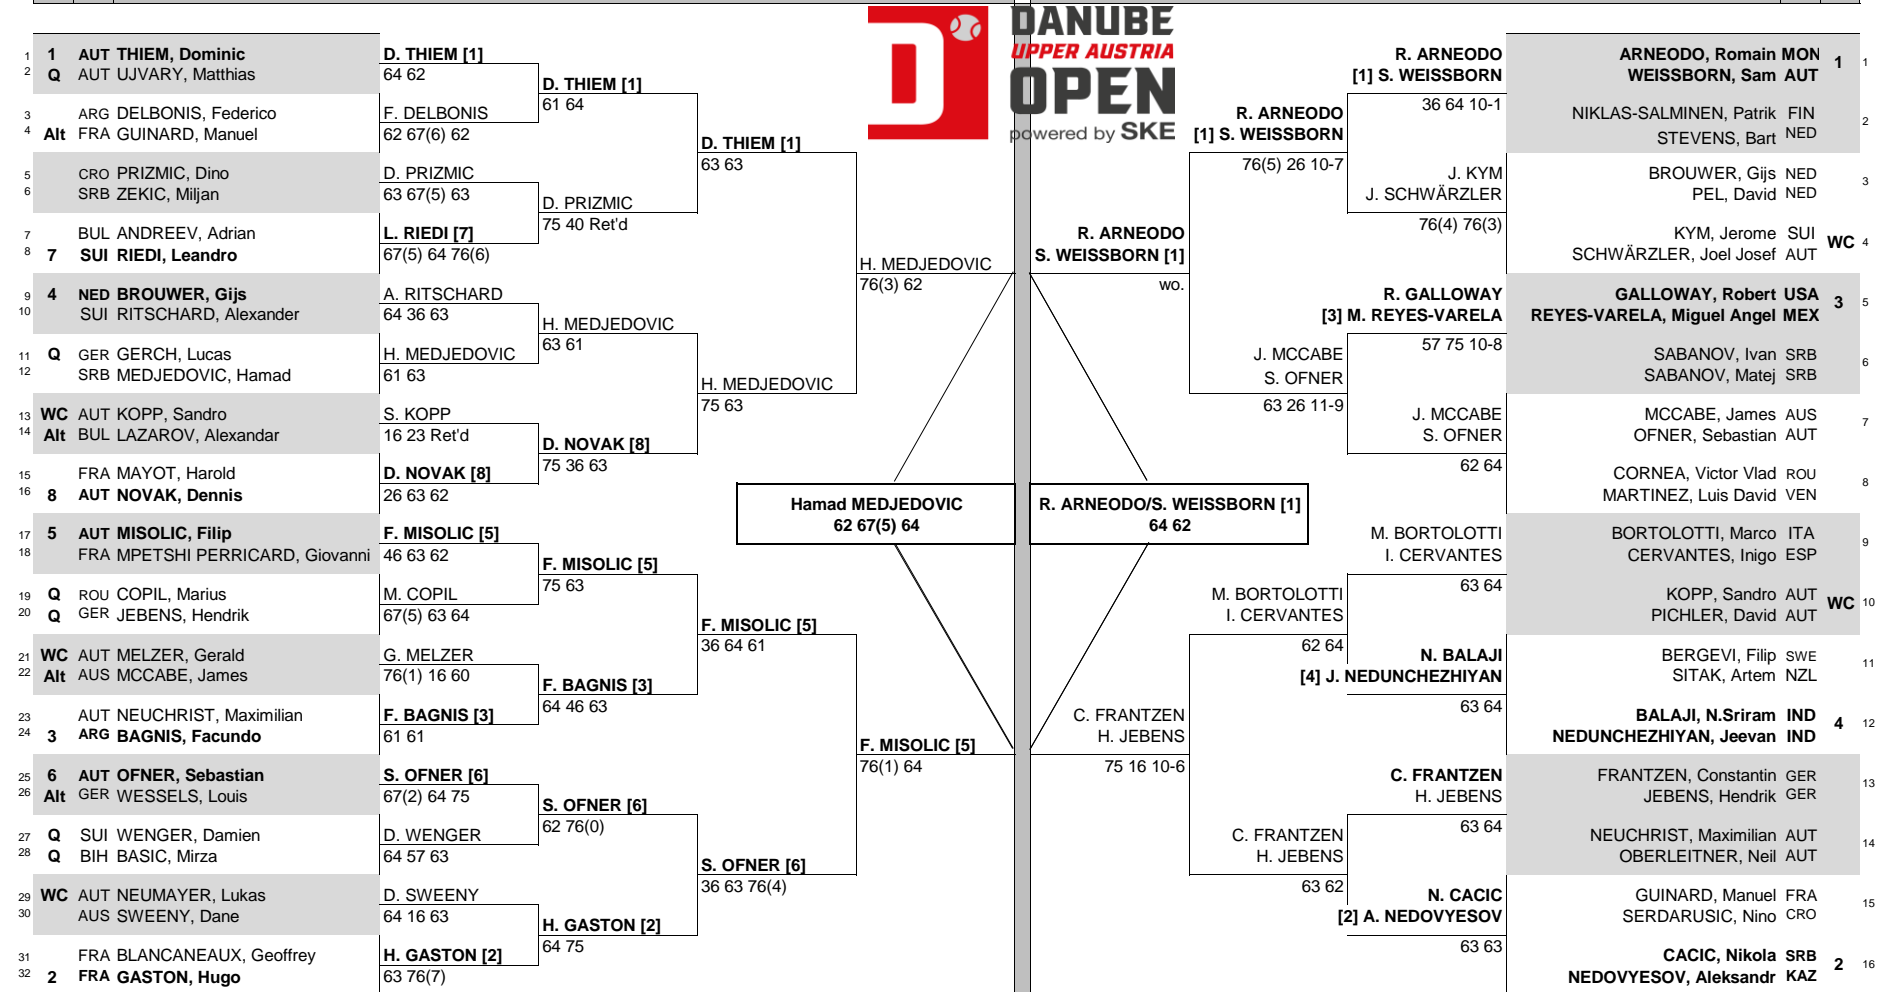 DANUBE
UPPER AUSTRIA
OPEN
powered by SKE
1 1 AUT THIEM, Dominic
2 Q AUT UJVARY, Matthias
3 ARG DELBONIS, Federico
4 Alt FRA GUINARD, Manuel
5 CRO PRIZMIC, Dino
6 SRB ZEKIC, Miljan
7 BUL ANDREEV, Adrian
8 7 SUI RIEDI, Leandro
9 4 NED BROUWER, Gijs
10 SUI RITSCHARD, Alexander
11 Q GER GERCH, Lucas
12 SRB MEDJEDOVIC, Hamad
13 WC AUT KOPP, Sandro
14 Alt BUL LAZAROV, Alexandar
15 FRA MAYOT, Harold
16 8 AUT NOVAK, Dennis
17 5 AUT MISOLIC, Filip
18 FRA MPETSHI PERRICARD, Giovanni
19 Q ROU COPIL, Marius
20 Q GER JEBENS, Hendrik
21 WC AUT MELZER, Gerald
22 Alt AUS MCCABE, James
23 AUT NEUCHRIST, Maximilian
24 3 ARG BAGNIS, Facundo
25 6 AUT OFNER, Sebastian
26 Alt GER WESSELS, Louis
27 Q SUI WENGER, Damien
28 Q BIH BASIC, Mirza
29 WC AUT NEUMAYER, Lukas
30 AUS SWEENY, Dane
31 FRA BLANCANEAUX, Geoffrey
32 2 FRA GASTON, Hugo
D. THIEM [1]
64 62
F. DELBONIS
62 67(6) 62
D. PRIZMIC
63 67(5) 63
L. RIEDI [7]
67(5) 64 76(6)
A. RITSCHARD
64 36 63
H. MEDJEDOVIC
61 63
S. KOPP
16 23 Ret'd
D. NOVAK [8]
26 63 62
F. MISOLIC [5]
46 63 62
M. COPIL
67(5) 63 64
G. MELZER
76(1) 16 60
F. BAGNIS [3]
61 61
S. OFNER [6]
67(2) 64 75
D. WENGER
64 57 63
D. SWEENY
64 16 63
H. GASTON [2]
63 76(7)
D. THIEM [1]
61 64
D. PRIZMIC
75 40 Ret'd
H. MEDJEDOVIC
63 61
D. NOVAK [8]
75 36 63
F. MISOLIC [5]
75 63
F. BAGNIS [3]
64 46 63
S. OFNER [6]
62 76(0)
H. GASTON [2]
64 75
D. THIEM [1]
63 63
H. MEDJEDOVIC
75 63
F. MISOLIC [5]
36 64 61
S. OFNER [6]
36 63 76(4)
H. MEDJEDOVIC
76(3) 62
F. MISOLIC [5]
76(1) 64
Hamad MEDJEDOVIC
62 67(5) 64
R. ARNEODO/S. WEISSBORN [1]
64 62
R. ARNEODO
S. WEISSBORN [1]
wo.
C. FRANTZEN
H. JEBENS
75 16 10-6
R. ARNEODO
[1] S. WEISSBORN
76(5) 26 10-7
J. MCCABE
S. OFNER
63 26 11-9
M. BORTOLOTTI
I. CERVANTES
62 64
C. FRANTZEN
H. JEBENS
63 62
R. ARNEODO
[1] S. WEISSBORN
36 64 10-1
J. KYM
J. SCHWÄRZLER
76(4) 76(3)
R. GALLOWAY
[3] M. REYES-VARELA
57 75 10-8
J. MCCABE
S. OFNER
62 64
M. BORTOLOTTI
I. CERVANTES
63 64
N. BALAJI
[4] J. NEDUNCHEZHIYAN
63 64
C. FRANTZEN
H. JEBENS
63 64
N. CACIC
[2] A. NEDOVYESOV
63 63
ARNEODO, Romain MON 1 1
WEISSBORN, Sam AUT
NIKLAS-SALMINEN, Patrik FIN 2
STEVENS, Bart NED
BROUWER, Gijs NED 3
PEL, David NED
KYM, Jerome SUI WC 4
SCHWÄRZLER, Joel Josef AUT
GALLOWAY, Robert USA 3 5
REYES-VARELA, Miguel Angel MEX
SABANOV, Ivan SRB 6
SABANOV, Matej SRB
MCCABE, James AUS 7
OFNER, Sebastian AUT
CORNEA, Victor Vlad ROU 8
MARTINEZ, Luis David VEN
BORTOLOTTI, Marco ITA 9
CERVANTES, Inigo ESP
KOPP, Sandro AUT WC 10
PICHLER, David AUT
BERGEVI, Filip SWE 11
SITAK, Artem NZL
BALAJI, N.Sriram IND 4 12
NEDUNCHEZHIYAN, Jeevan IND
FRANTZEN, Constantin GER 13
JEBENS, Hendrik GER
NEUCHRIST, Maximilian AUT 14
OBERLEITNER, Neil AUT
GUINARD, Manuel FRA 15
SERDARUSIC, Nino CRO
CACIC, Nikola SRB 2 16
NEDOVYESOV, Aleksandr KAZ